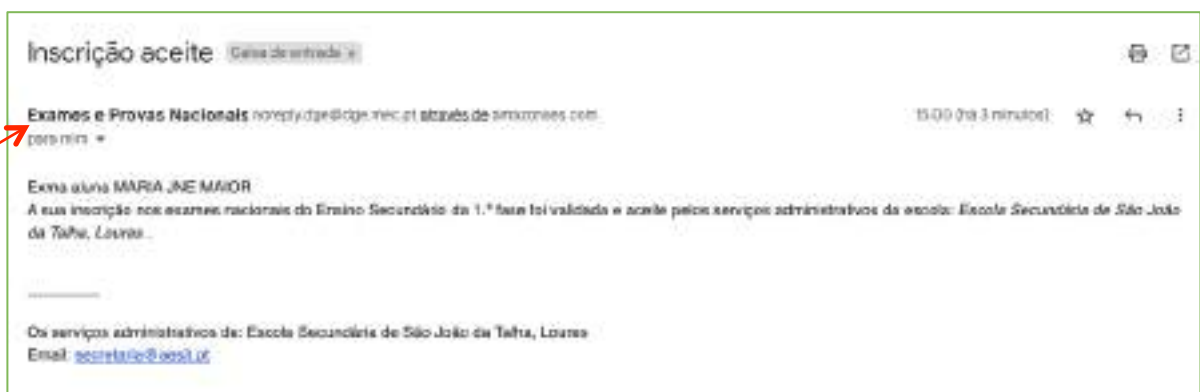 Inscrição aceite Caixa de entrada
Exames e Provas Nacionais noreply.dge@dge.mec.pt através de amazonses.com 15:00 (há 3 minutos)
para mim
Exma aluna MARIA JNE MAIOR
A sua inscrição nos exames nacionais do Ensino Secundário da 1.ª fase foi validada e aceite pelos serviços administrativos da escola: Escola Secundária de São João
da Talha, Loures .
Os serviços administrativos de: Escola Secundária de São João da Talha, Loures
Email: